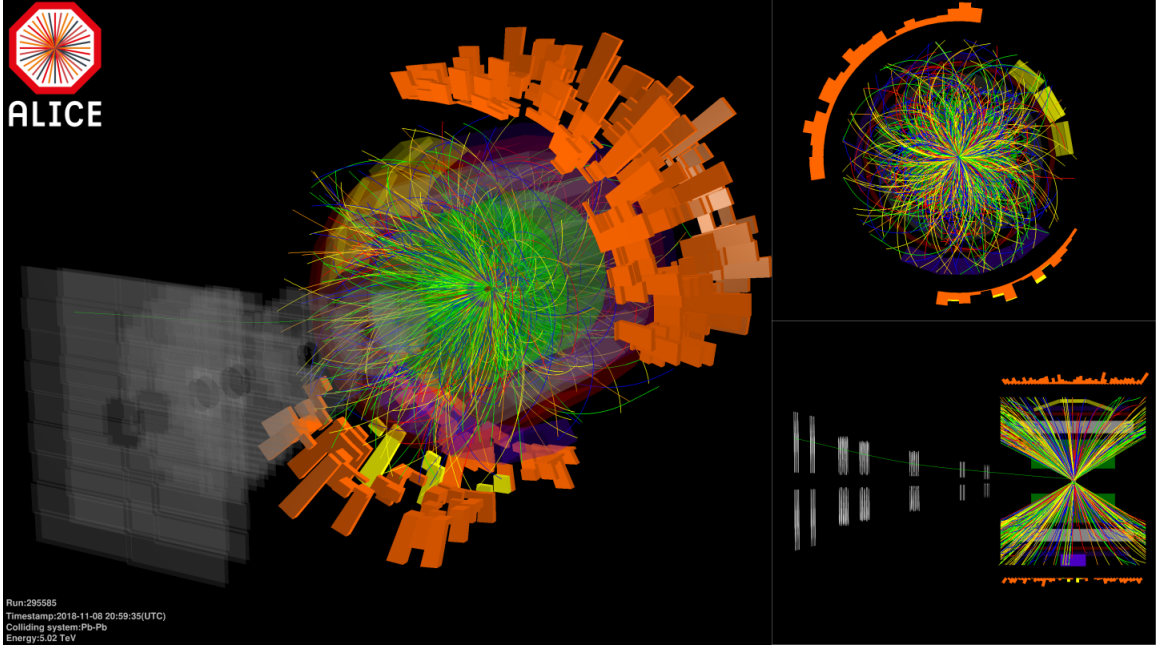 ALICE
Run:295585
Timestamp:2018-11-08 20:59:35(UTC)
Colliding system:Pb-Pb
Energy:5.02 TeV